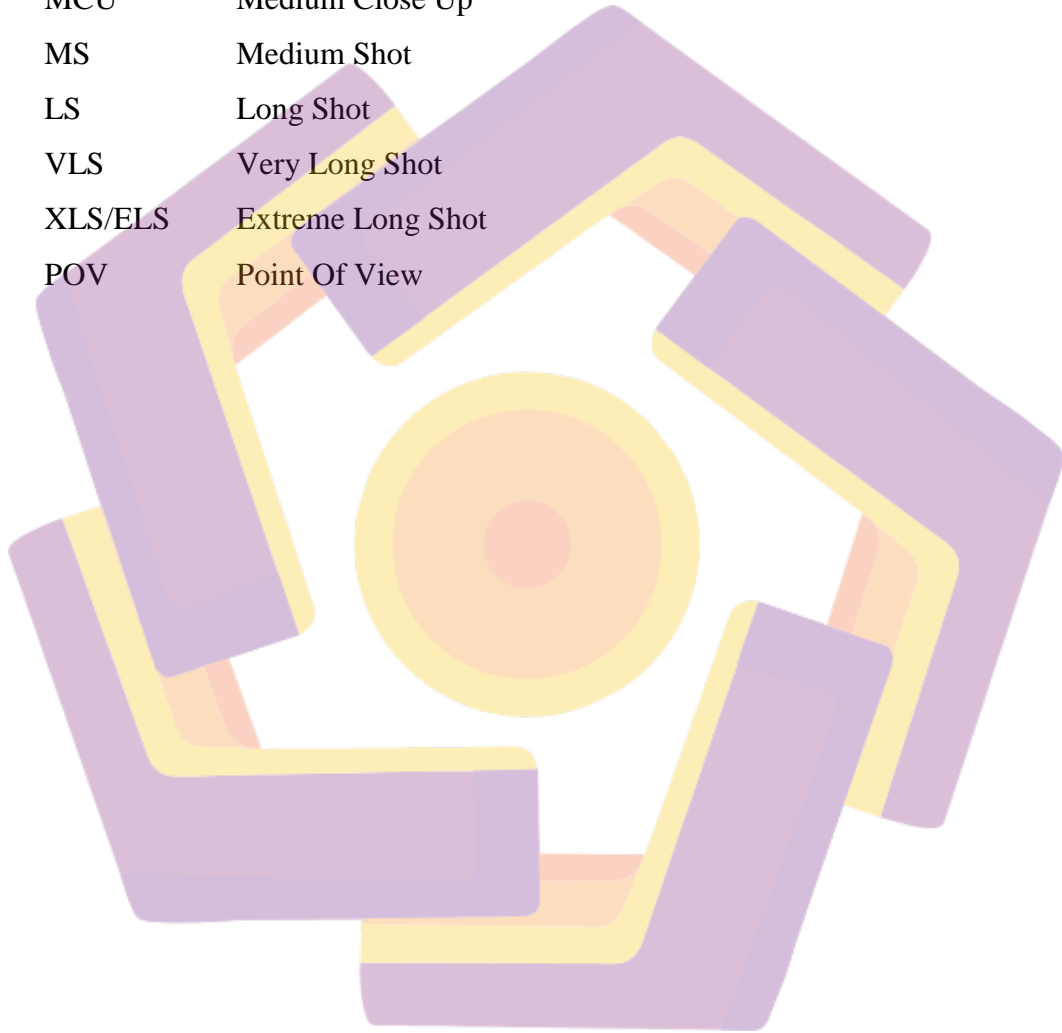 MCU Medium Close Up
MS Medium Shot
LS Long Shot
VLS Very Long Shot
XLS/ELS Extreme Long Shot
POV Point Of View